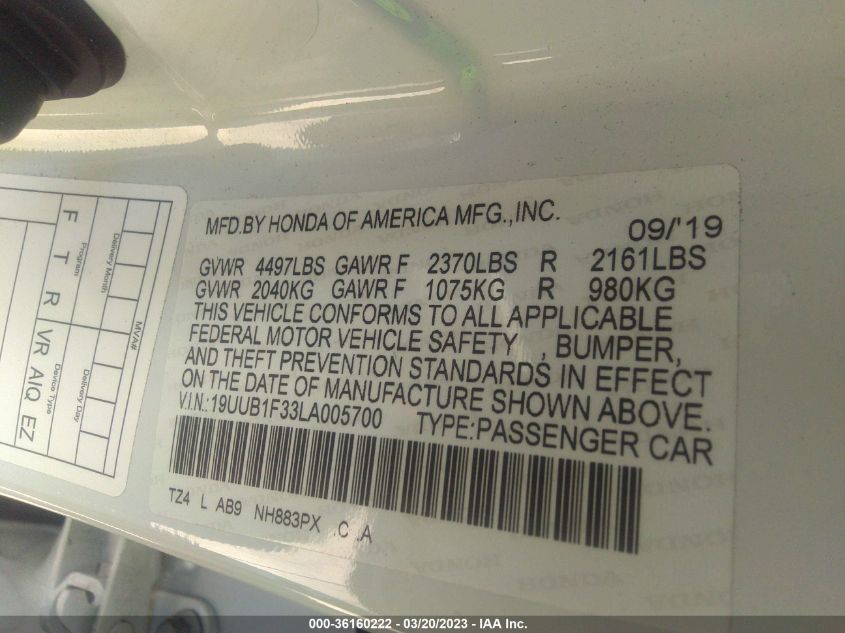 MFD.BY HONDA OF AMERICA MFG.,INC.
09/'19
GVWR 4497LBS GAWR F 2370LBS R 2161LBS
GVWR 2040KG GAWR F 1075KG R 980KG
THIS VEHICLE CONFORMS TO ALL APPLICABLE
FEDERAL MOTOR VEHICLE SAFETY , BUMPER,
AND THEFT PREVENTION STANDARDS IN EFFECT
ON THE DATE OF MANUFACTURE SHOWN ABOVE.
V.I.N.:19UUB1F33LA005700 TYPE:PASSENGER CAR
TZ4 L AB9 NH883PX .C .A
MVA#
Delivery Month
Delivery Day
Program
Device Type
F T R
VR AIQ EZ
HONDA
000-36160222 - 03/20/2023 - IAA Inc.